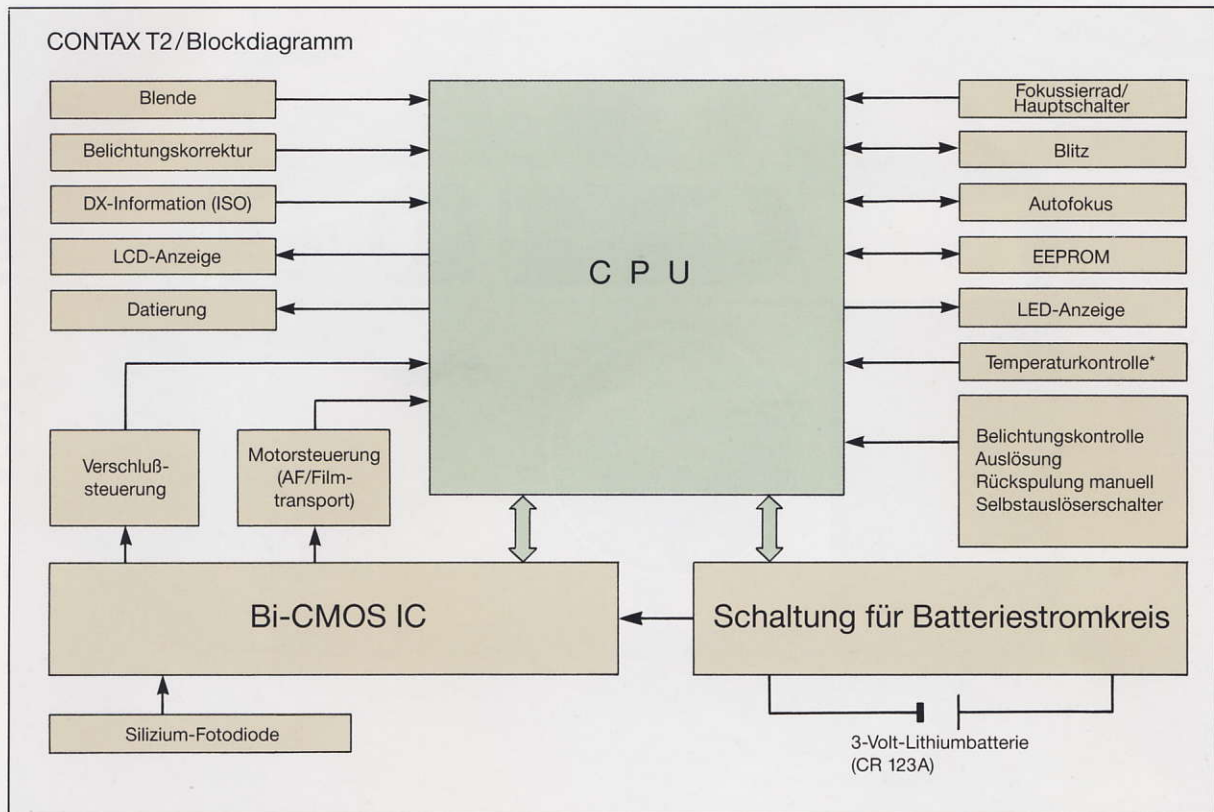 CONTAX T2/Blockdiagramm
Blende
Belichtungskorrektur
DX-Information (ISO)
LCD-Anzeige
Datierung
Verschluß-
steuerung
Motorsteuerung
(AF/Film-
transport)
CPU
Fokussierrad/
Hauptschalter
Blitz
Autofokus
EEPROM
LED-Anzeige
Temperaturkontrolle*
Belichtungskontrolle
Auslösung
Rückspulung manuell
Selbstauslöserschalter
Bi-CMOS IC
Schaltung für Batteriestromkreis
Silizium-Fotodiode
3-Volt-Lithiumbatterie
(CR 123A)